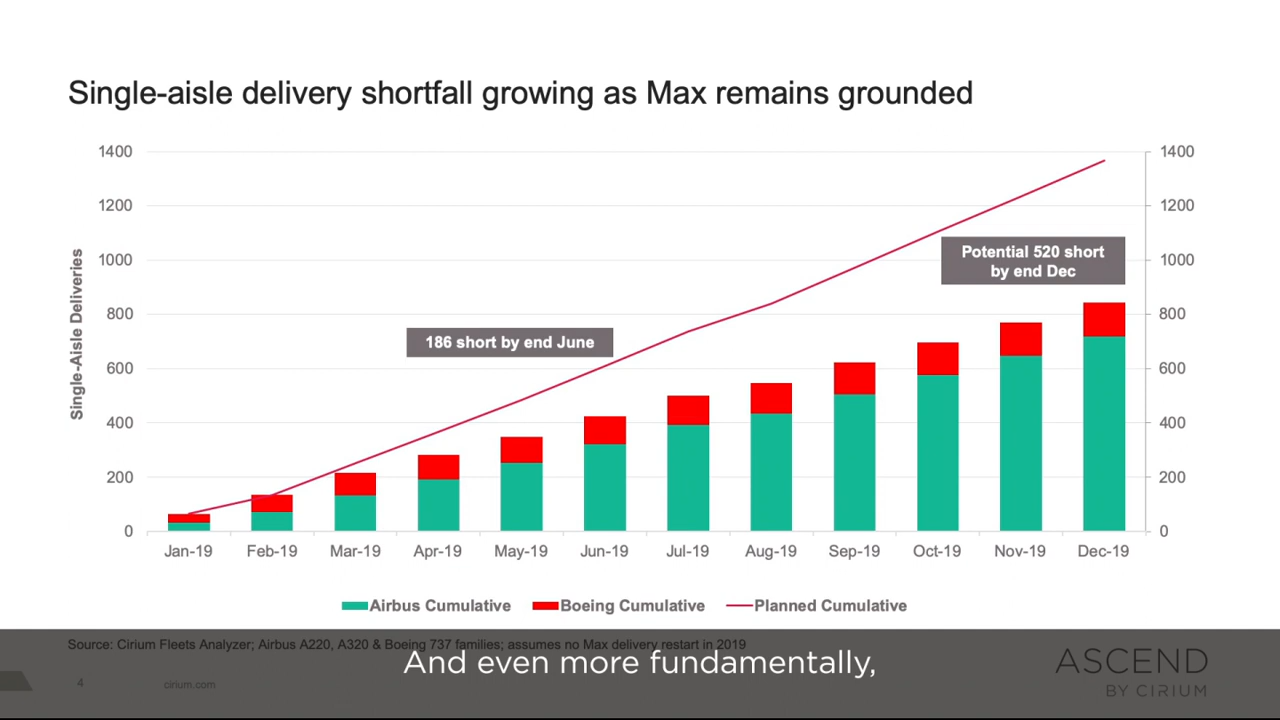 Single-aisle delivery shortfall growing as Max remains grounded
1400
1200
1000
800
600
400
200
0
Single-Aisle Deliveries
1400
1200
1000
800
600
400
200
0
186 short by end June
Potential 520 short
by end Dec
Jan-19 Feb-19 Mar-19 Apr-19 May-19 Jun-19 Jul-19 Aug-19 Sep-19 Oct-19 Nov-19 Dec-19
Airbus Cumulative Boeing Cumulative Planned Cumulative
Source: Cirium Fleets Analyzer; Airbus A220, A320 & Boeing 737 families; assumes no Max delivery restart in 2019
And even more fundamentally,
4 cirium.com
ASCEND
BY CIRIUM